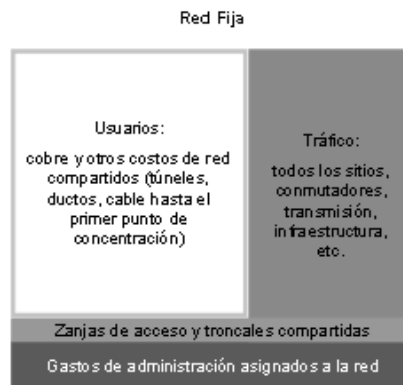 Red Fija
Usuarios:
cobre y otros costos de red
compartidos (túneles,
ductos, cable hasta el
primer punto de
concentración)
Tráfico:
todos los sitios,
conmutadores,
transmisión,
infraestructura,
etc.
Zanjas de acceso y troncales compartidas
Gastos de administración asignados a la red